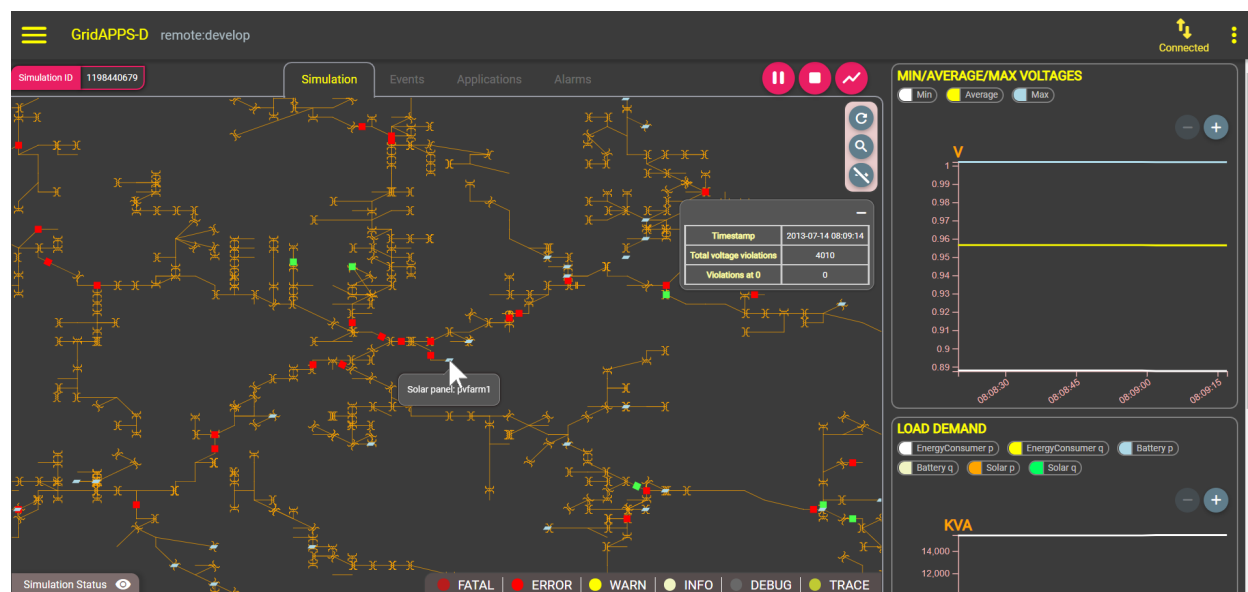 GridAPPS-D remote:develop
Connected
Simulation ID 1198440679
Simulation Events Applications Alarms
Timestamp 2013-07-14 08:09:14
Total voltage violations 4010
Violations at 0 0
Solar panel: pvfarm1
Simulation Status
FATAL ERROR WARN INFO DEBUG TRACE
MIN/AVERAGE/MAX VOLTAGES
Min Average Max
V
1
0.99
0.98
0.97
0.96
0.95
0.94
0.93
0.92
0.91
0.9
0.89
08:08:30 08:08:45 08:09:00 08:09:15
LOAD DEMAND
EnergyConsumer p EnergyConsumer q Battery p
Battery q Solar p Solar q
KVA
14,000
12,000